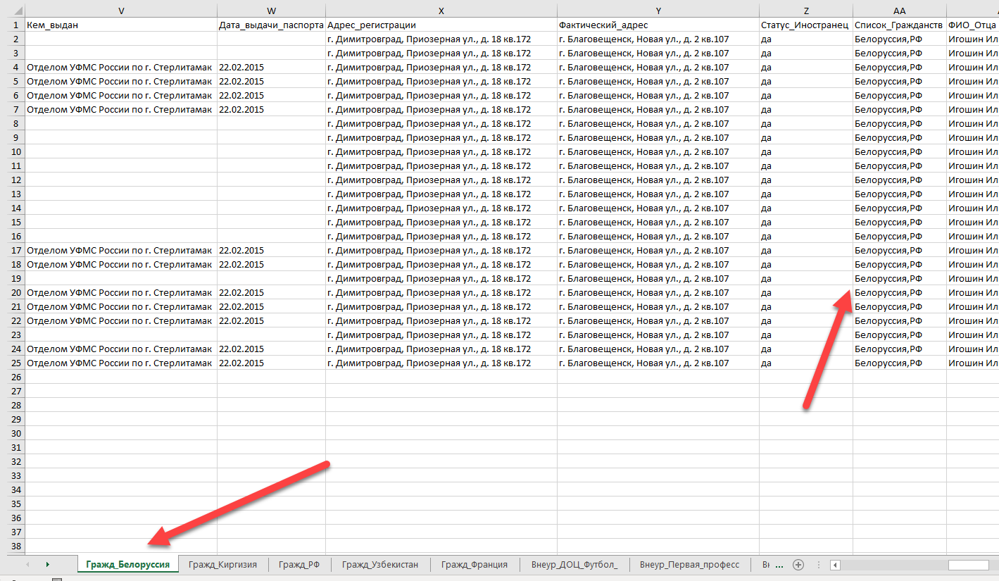 V W X Y Z AA
1 Кем_выдан Дата_выдачи_паспорта Адрес_регистрации Фактический_адрес Статус_Иностранец Список_Гражданств ФИО_Отца
2 г. Димитровград, Приозерная ул., д. 18 кв.172 г. Благовещенск, Новая ул., д. 2 кв.107 да Белоруссия,РФ Игошин Ил
3 г. Димитровград, Приозерная ул., д. 18 кв.172 г. Благовещенск, Новая ул., д. 2 кв.107 да Белоруссия,РФ Игошин Ил
4 Отделом УФМС России по г. Стерлитамак 22.02.2015 г. Димитровград, Приозерная ул., д. 18 кв.172 г. Благовещенск, Новая ул., д. 2 кв.107 да Белоруссия,РФ Игошин Ил
5 Отделом УФМС России по г. Стерлитамак 22.02.2015 г. Димитровград, Приозерная ул., д. 18 кв.172 г. Благовещенск, Новая ул., д. 2 кв.107 да Белоруссия,РФ Игошин Ил
6 Отделом УФМС России по г. Стерлитамак 22.02.2015 г. Димитровград, Приозерная ул., д. 18 кв.172 г. Благовещенск, Новая ул., д. 2 кв.107 да Белоруссия,РФ Игошин Ил
7 Отделом УФМС России по г. Стерлитамак 22.02.2015 г. Димитровград, Приозерная ул., д. 18 кв.172 г. Благовещенск, Новая ул., д. 2 кв.107 да Белоруссия,РФ Игошин Ил
8 г. Димитровград, Приозерная ул., д. 18 кв.172 г. Благовещенск, Новая ул., д. 2 кв.107 да Белоруссия,РФ Игошин Ил
9 г. Димитровград, Приозерная ул., д. 18 кв.172 г. Благовещенск, Новая ул., д. 2 кв.107 да Белоруссия,РФ Игошин Ил
10 г. Димитровград, Приозерная ул., д. 18 кв.172 г. Благовещенск, Новая ул., д. 2 кв.107 да Белоруссия,РФ Игошин Ил
11 г. Димитровград, Приозерная ул., д. 18 кв.172 г. Благовещенск, Новая ул., д. 2 кв.107 да Белоруссия,РФ Игошин Ил
12 г. Димитровград, Приозерная ул., д. 18 кв.172 г. Благовещенск, Новая ул., д. 2 кв.107 да Белоруссия,РФ Игошин Ил
13 г. Димитровград, Приозерная ул., д. 18 кв.172 г. Благовещенск, Новая ул., д. 2 кв.107 да Белоруссия,РФ Игошин Ил
14 г. Димитровград, Приозерная ул., д. 18 кв.172 г. Благовещенск, Новая ул., д. 2 кв.107 да Белоруссия,РФ Игошин Ил
15 г. Димитровград, Приозерная ул., д. 18 кв.172 г. Благовещенск, Новая ул., д. 2 кв.107 да Белоруссия,РФ Игошин Ил
16 г. Димитровград, Приозерная ул., д. 18 кв.172 г. Благовещенск, Новая ул., д. 2 кв.107 да Белоруссия,РФ Игошин Ил
17 Отделом УФМС России по г. Стерлитамак 22.02.2015 г. Димитровград, Приозерная ул., д. 18 кв.172 г. Благовещенск, Новая ул., д. 2 кв.107 да Белоруссия,РФ Игошин Ил
18 Отделом УФМС России по г. Стерлитамак 22.02.2015 г. Димитровград, Приозерная ул., д. 18 кв.172 г. Благовещенск, Новая ул., д. 2 кв.107 да Белоруссия,РФ Игошин Ил
19 г. Димитровград, Приозерная ул., д. 18 кв.172 г. Благовещенск, Новая ул., д. 2 кв.107 да Белоруссия,РФ Игошин Ил
20 Отделом УФМС России по г. Стерлитамак 22.02.2015 г. Димитровград, Приозерная ул., д. 18 кв.172 г. Благовещенск, Новая ул., д. 2 кв.107 да Белоруссия,РФ Игошин Ил
21 Отделом УФМС России по г. Стерлитамак 22.02.2015 г. Димитровград, Приозерная ул., д. 18 кв.172 г. Благовещенск, Новая ул., д. 2 кв.107 да Белоруссия,РФ Игошин Ил
22 Отделом УФМС России по г. Стерлитамак 22.02.2015 г. Димитровград, Приозерная ул., д. 18 кв.172 г. Благовещенск, Новая ул., д. 2 кв.107 да Белоруссия,РФ Игошин Ил
23 г. Димитровград, Приозерная ул., д. 18 кв.172 г. Благовещенск, Новая ул., д. 2 кв.107 да Белоруссия,РФ Игошин Ил
24 Отделом УФМС России по г. Стерлитамак 22.02.2015 г. Димитровград, Приозерная ул., д. 18 кв.172 г. Благовещенск, Новая ул., д. 2 кв.107 да Белоруссия,РФ Игошин Ил
25 Отделом УФМС России по г. Стерлитамак 22.02.2015 г. Димитровград, Приозерная ул., д. 18 кв.172 г. Благовещенск, Новая ул., д. 2 кв.107 да Белоруссия,РФ Игошин Ил
26
27
28
29
30
31
32
33
34
35
36
37
38
Гражд_Белоруссия Гражд_Киргизия Гражд_РФ Гражд_Узбекистан Гражд_Франция Внеур_ДОЦ_Футбол_ Внеур_Первая_професс ...